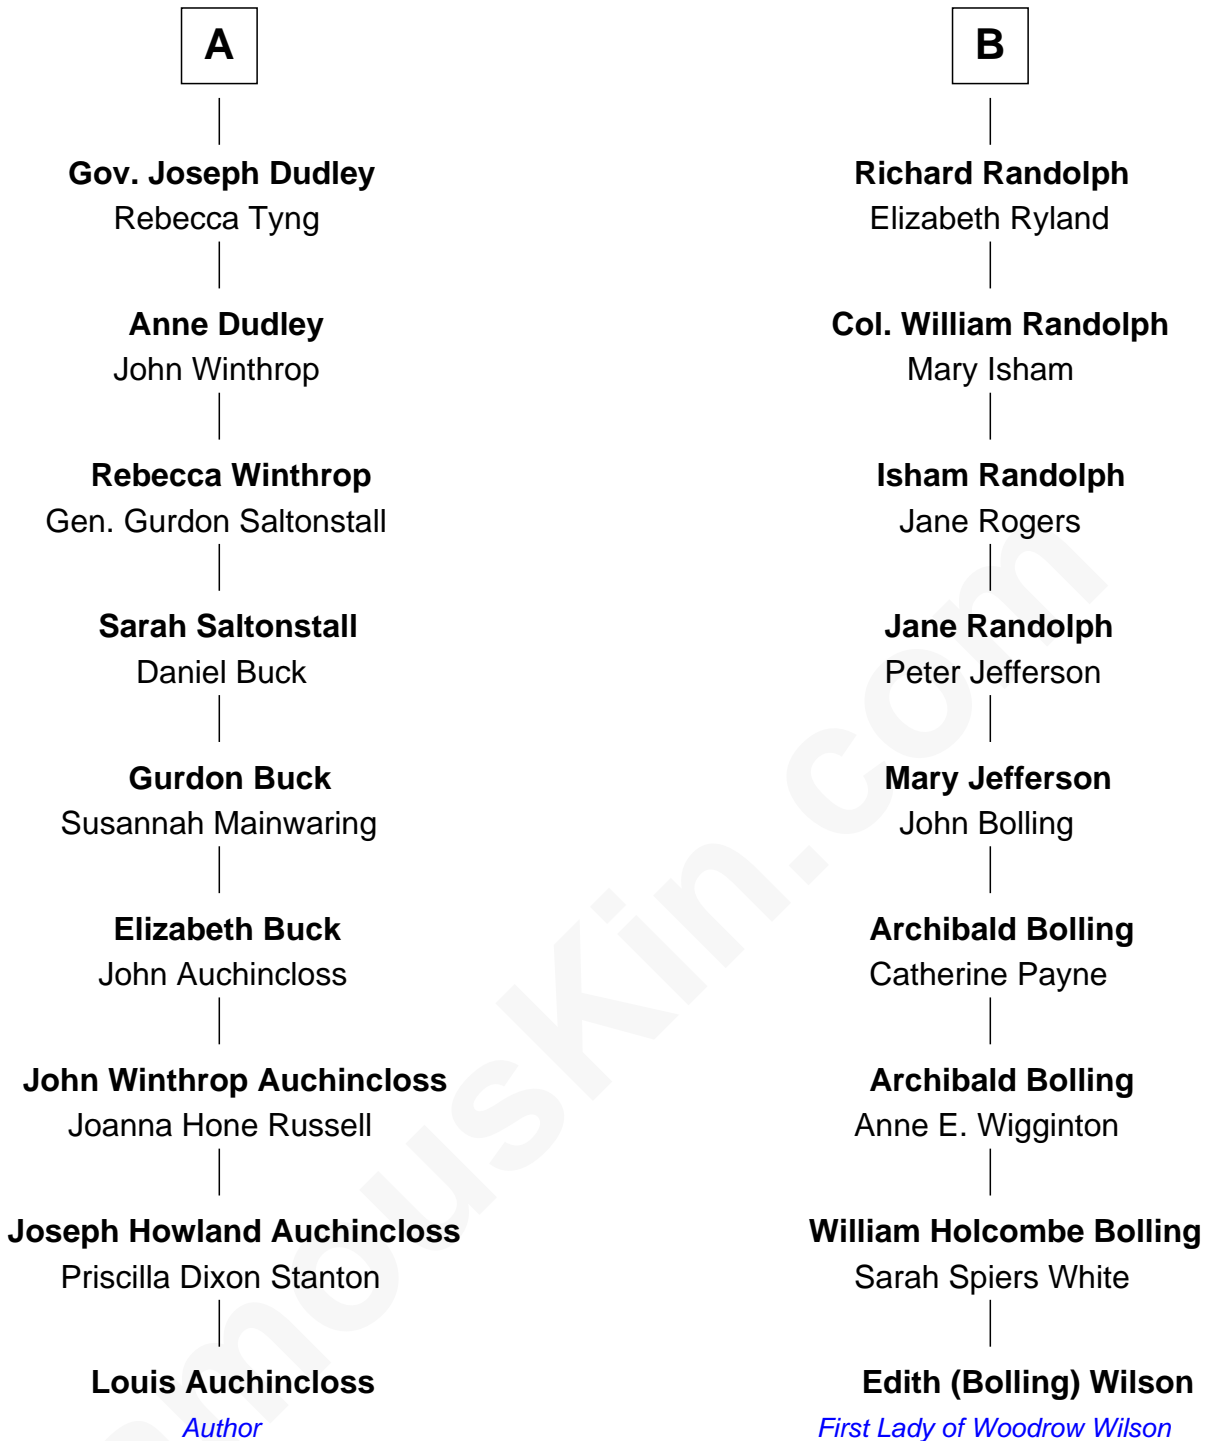 A
Gov. Joseph Dudley
Rebecca Tyng
Anne Dudley
John Winthrop
Rebecca Winthrop
Gen. Gurdon Saltonstall
Sarah Saltonstall
Daniel Buck
Gurdon Buck
Susannah Mainwaring
Elizabeth Buck
John Auchincloss
John Winthrop Auchincloss
Joanna Hone Russell
Joseph Howland Auchincloss
Priscilla Dixon Stanton
Louis Auchincloss
Author
B
Richard Randolph
Elizabeth Ryland
Col. William Randolph
Mary Isham
Isham Randolph
Jane Rogers
Jane Randolph
Peter Jefferson
Mary Jefferson
John Bolling
Archibald Bolling
Catherine Payne
Archibald Bolling
Anne E. Wigginton
William Holcombe Bolling
Sarah Spiers White
Edith (Bolling) Wilson
First Lady of Woodrow Wilson
amousKin.com